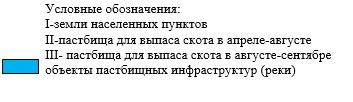 Условные обозначения:
I-земли населенных пунктов
II-пастбища для выпаса скота в апреле-августе
III- пастбища для выпаса скота в августе-сентябре
объекты пастбищных инфраструктур (реки)